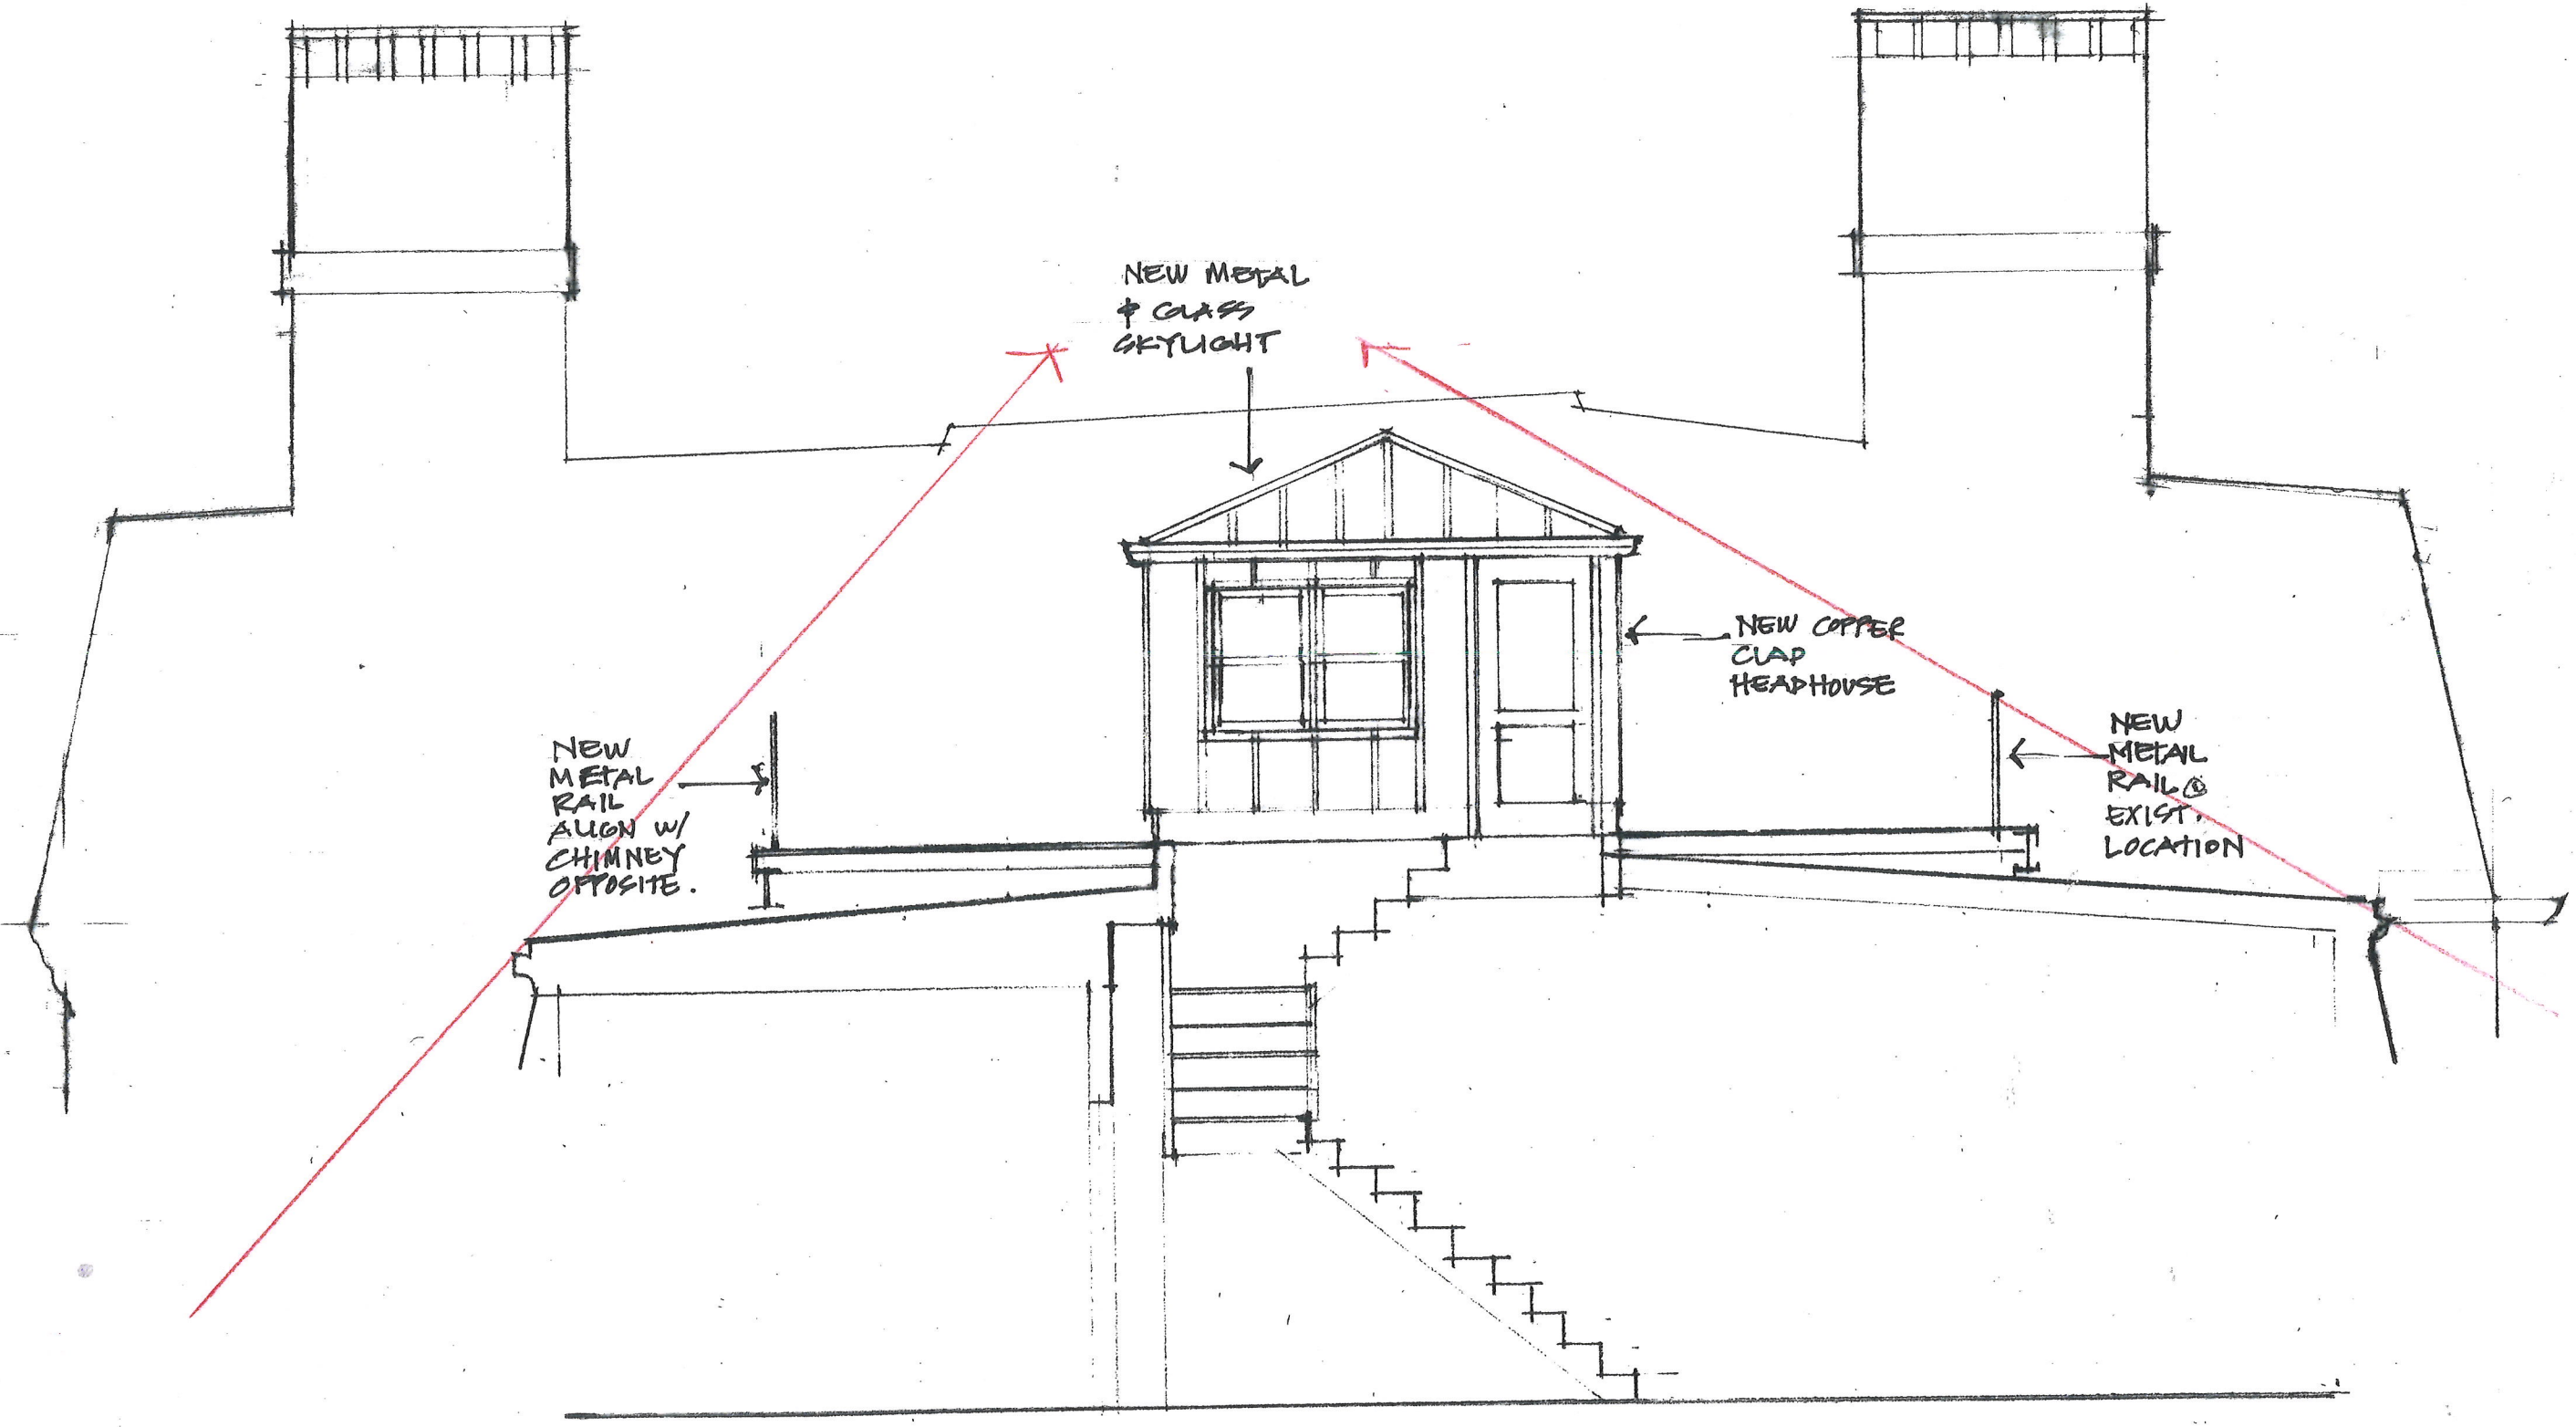 NEW METAL
& GLASS
SKYLIGHT
NEW COPPER
CLAD
HEADHOUSE
NEW
METAL
RAIL
ALIGN W/
CHIMNEY
OPPOSITE.
NEW
METAL
RAIL @
EXIST.
LOCATION